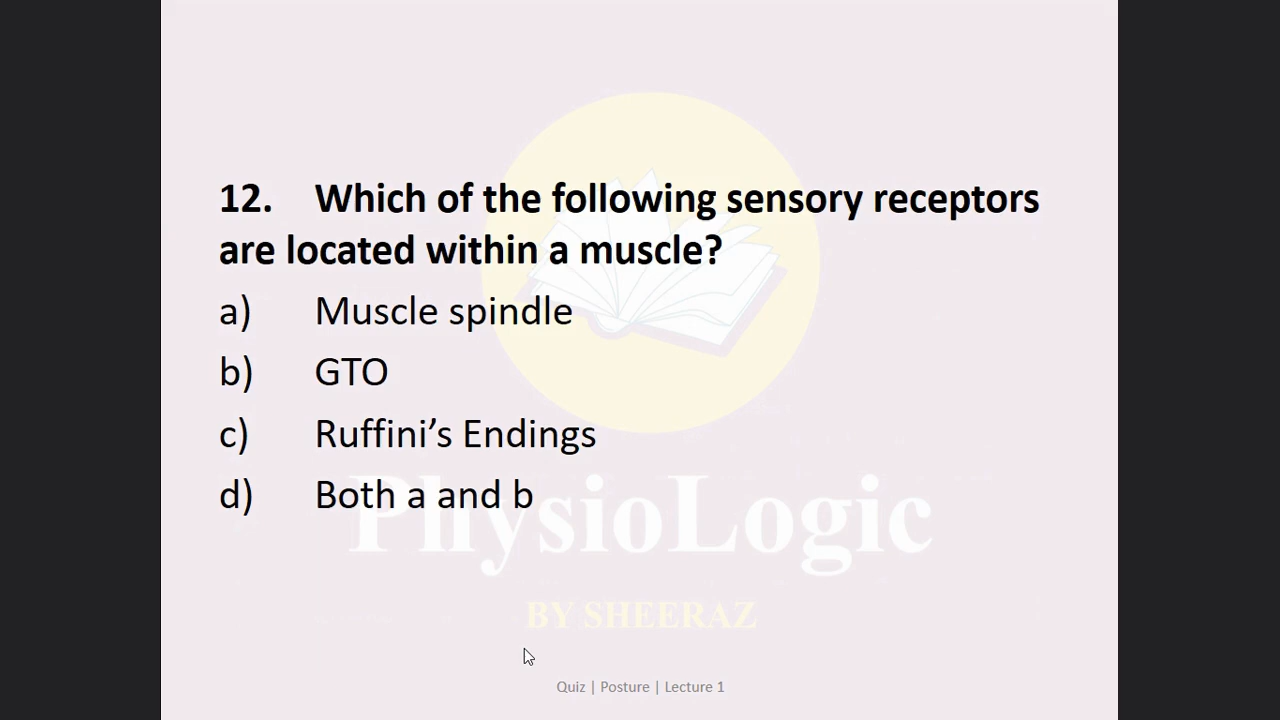 12. Which of the following sensory receptors
are located within a muscle?
a) Muscle spindle
b) GTO
c) Ruffini’s Endings
d) Both a and b
PhysioLogic
BY SHEERAZ
Quiz | Posture | Lecture 1